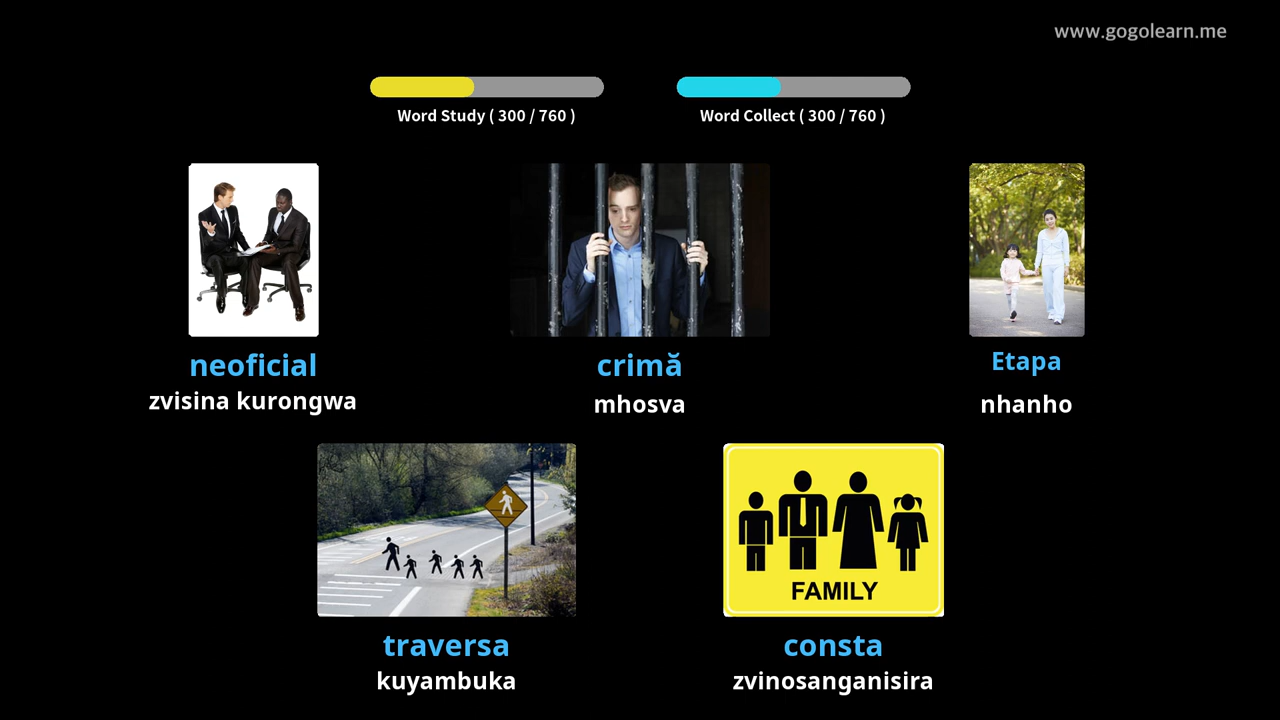 www.gogolearn.me
Word Study ( 300 / 760 )
Word Collect ( 300 / 760 )
neoficial
zvisina kurongwa
crimă
mhosva
Etapa
nhanho
FAMILY
traversa
kuyambuka
consta
zvinosanganisira